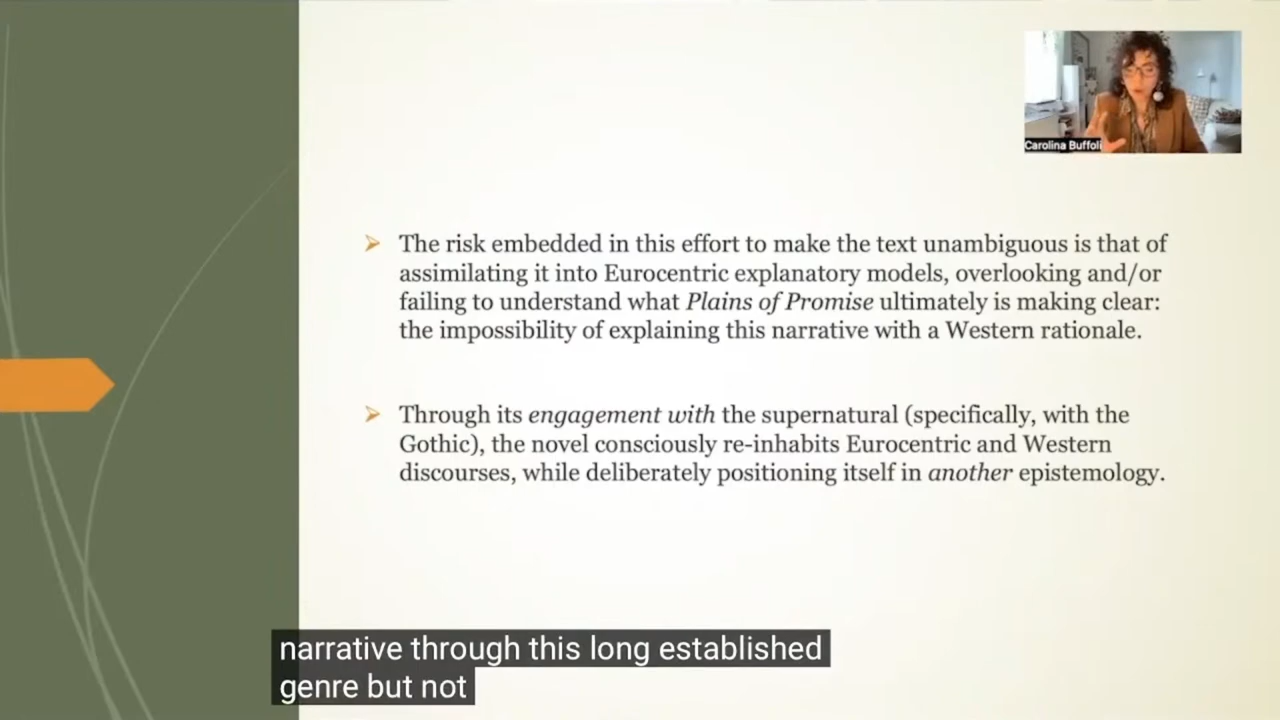 Carolina Buffoli
The risk embedded in this effort to make the text unambiguous is that of
assimilating it into Eurocentric explanatory models, overlooking and/or
failing to understand what Plains of Promise ultimately is making clear:
the impossibility of explaining this narrative with a Western rationale.
Through its engagement with the supernatural (specifically, with the
Gothic), the novel consciously re-inhabits Eurocentric and Western
discourses, while deliberately positioning itself in another epistemology.
narrative through this long established
genre but not